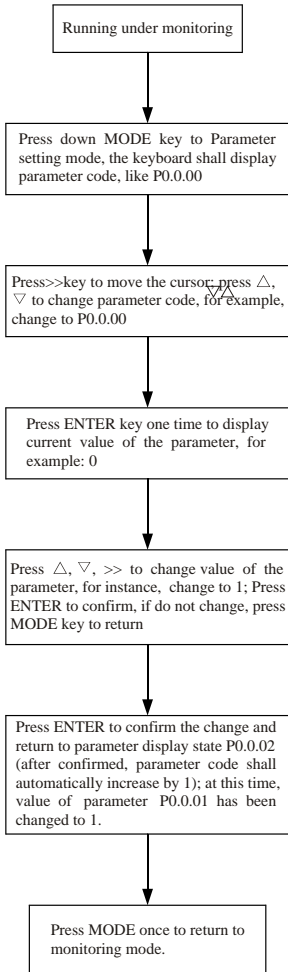 Running under monitoring
Press down MODE key to Parameter
setting mode, the keyboard shall display
parameter code, like P0.0.00
Press>>key to move the cursor; press △,
▽ to change parameter code, for example,
change to P0.0.00
▽△
Press ENTER key one time to display
current value of the parameter, for
example: 0
Press △, ▽, >> to change value of the
parameter, for instance, change to 1; Press
ENTER to confirm, if do not change, press
MODE key to return
Press ENTER to confirm the change and
return to parameter display state P0.0.02
(after confirmed, parameter code shall
automatically increase by 1); at this time,
value of parameter P0.0.01 has been
changed to 1.
Press MODE once to return to
monitoring mode.